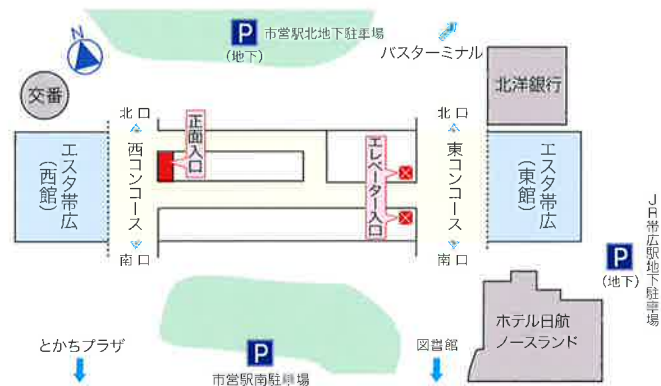 N
P
市営駅北地下駐車場
(地下)
バスターミナル
交番
北洋銀行
北口
北口
正面入口
エスタ帯広
(西館)
西コンコース
エレベーター入口
東コンコース
エスタ帯広
(東館)
南口
南口
JR帯広駅地下駐車場
P
(地下)
ホテル日航
ノースランド
とかちプラザ
P
市営駅南駐車場
図書館